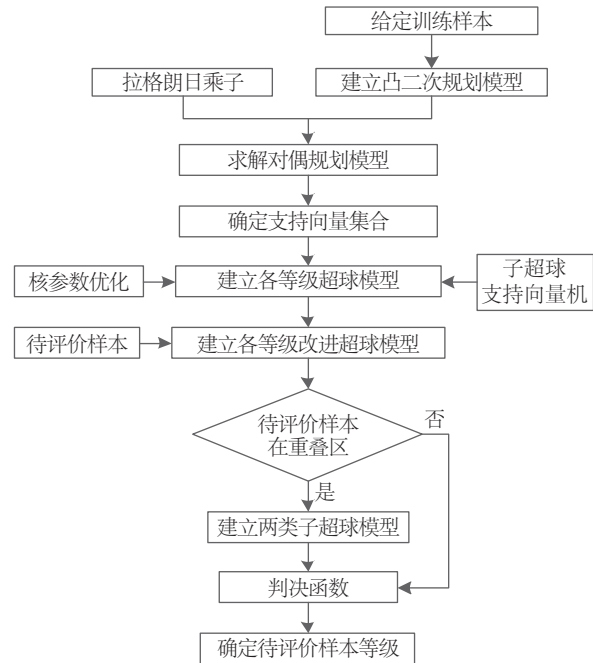 给定训练样本
拉格朗日乘子
建立凸二次规划模型
求解对偶规划模型
确定支持向量集合
核参数优化
建立各等级超球模型
子超球
支持向量机
待评价样本
建立各等级改进超球模型
待评价样本
在重叠区
否
是
建立两类子超球模型
判决函数
确定待评价样本等级